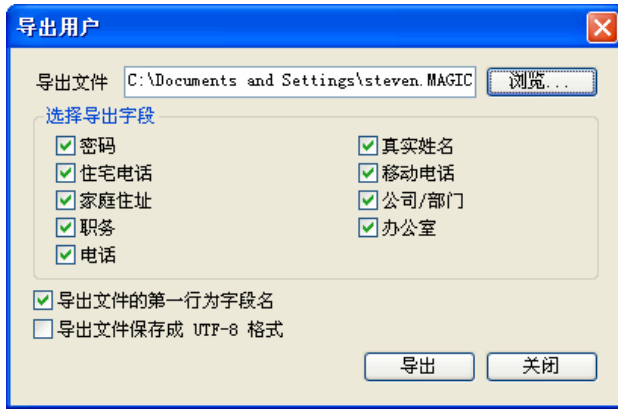 导出用户
导出文件 C:\Documents and Settings\steven.MAGIC 浏览...
选择导出字段
密码 真实姓名
住宅电话 移动电话
家庭住址 公司/部门
职务 办公室
电话
导出文件的第一行为字段名
导出文件保存成 UTF-8 格式
导出 关闭